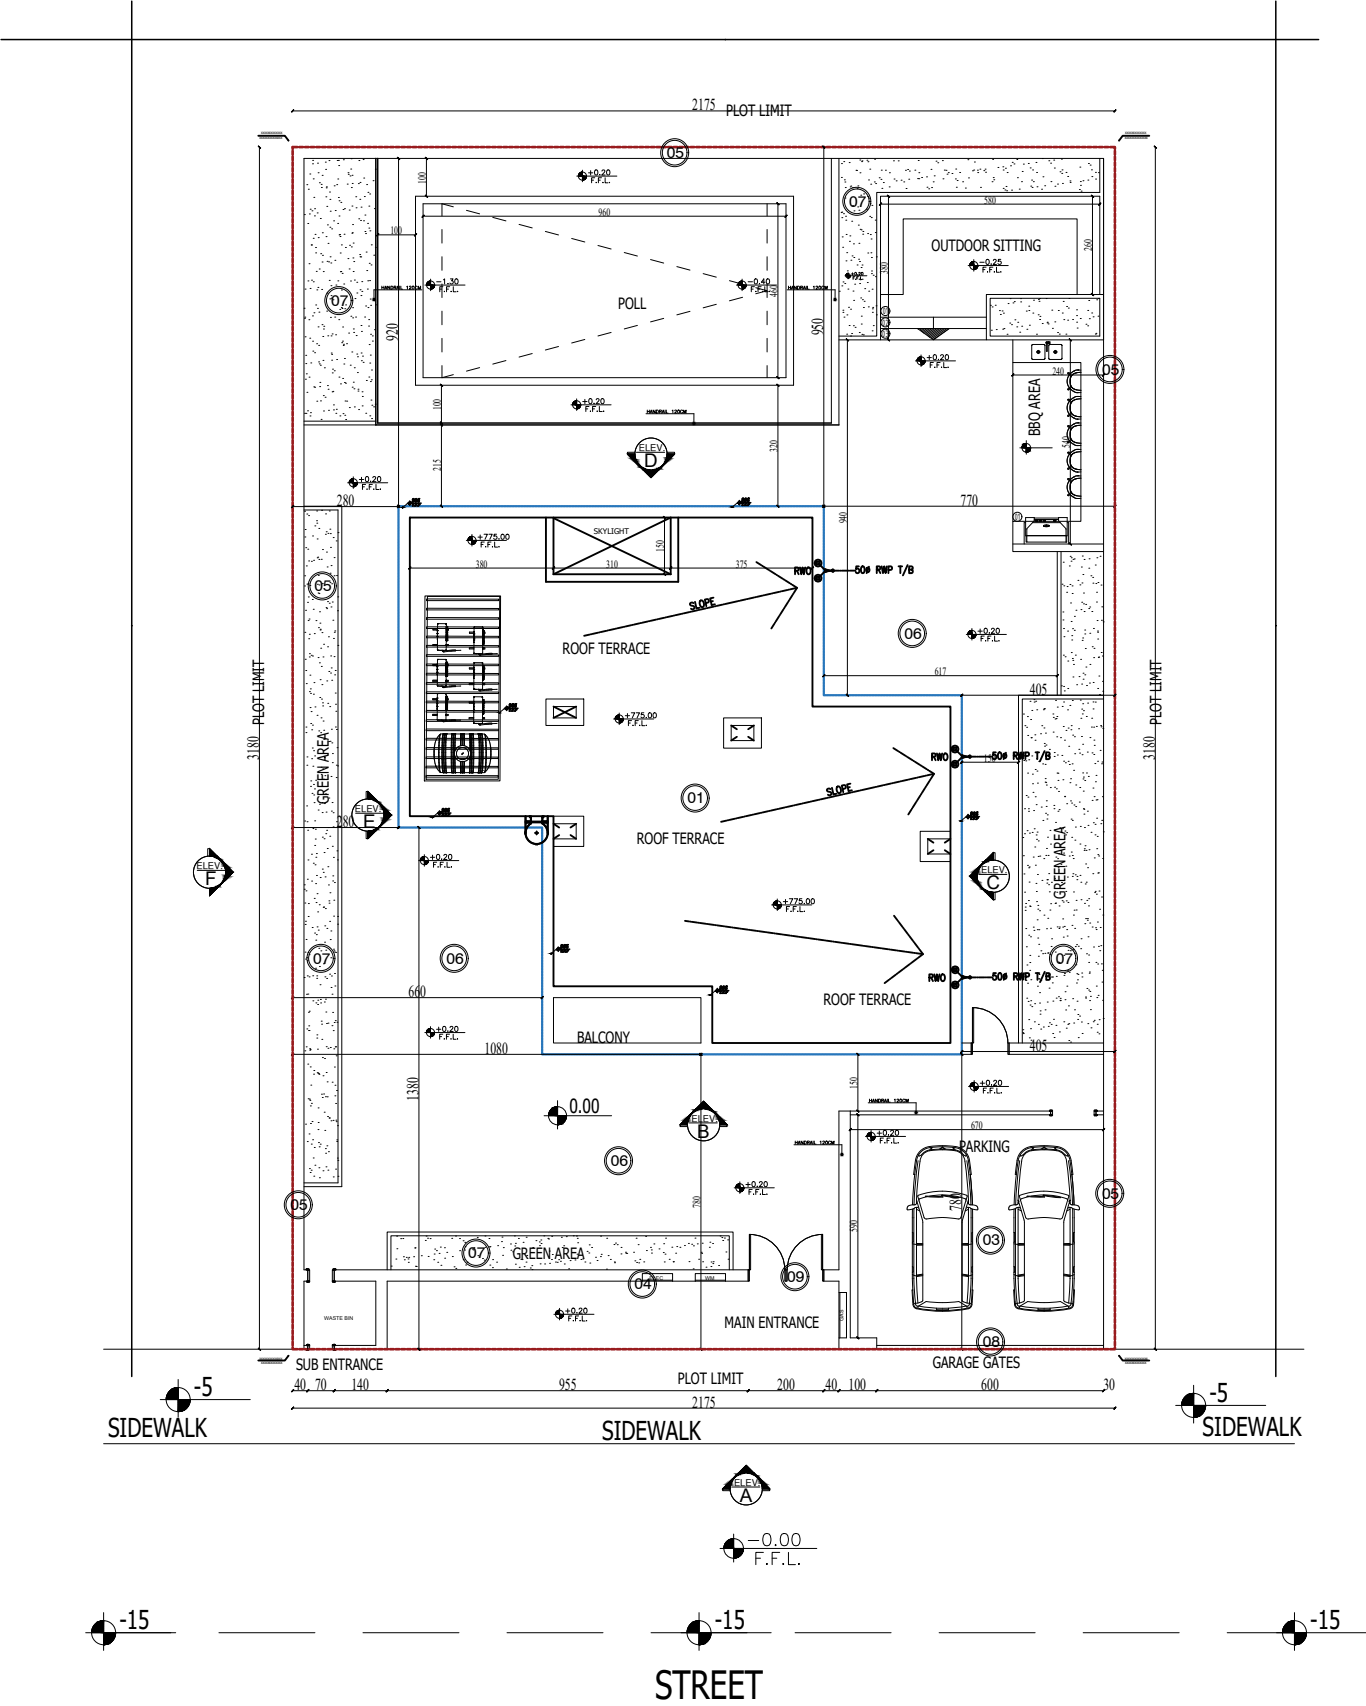 2175 PLOT LIMIT
05
+0.20
F.F.L.
100
07
580
960
100
OUTDOOR SITTING
-0.25
F.F.L.
260
380
-1.30
F.F.L.
-0.40
F.F.L.
460
HANDRAIL 120CM
HANDRAIL 120CM
07
POLL
920
950
+0.20
F.F.L.
05
240
BBQ AREA
540
+0.20
F.F.L.
100
HANDRAIL 120CM
ELEV.
D
215
320
+0.20
F.F.L.
280
770
940
SKYLIGHT
+775.00
F.F.L.
150
380
310
375
RWO
50ø RWP T/B
05
SLOPE
06
+0.20
F.F.L.
ROOF TERRACE
617
405
PLOT LIMIT
3180
PLOT LIMIT
3180
+775.00
F.F.L.
GREEN AREA
RWO
50ø RWP T/B
01
SLOPE
ELEV.
E
280
ROOF TERRACE
+0.20
F.F.L.
GREEN AREA
ELEV.
F
ELEV.
C
+775.00
F.F.L.
07
06
07
RWO
50ø RWP T/B
660
ROOF TERRACE
+0.20
F.F.L.
BALCONY
1080
405
1380
150
+0.20
F.F.L.
HANDRAIL 120CM
0.00
ELEV.
B
670
+0.20
F.F.L.
PARKING
HANDRAIL 120CM
06
+0.20
F.F.L.
780
780
05
05
590
03
07
GREEN AREA
04
WM
09
WASTE BIN
+0.20
F.F.L.
MAIN ENTRANCE
08
SUB ENTRANCE
GARAGE GATES
PLOT LIMIT
40 70 140 955 200 40 100 600 30
2175
-5
SIDEWALK
SIDEWALK
-5
SIDEWALK
ELEV.
A
-0.00
F.F.L.
-15
-15
-15
STREET